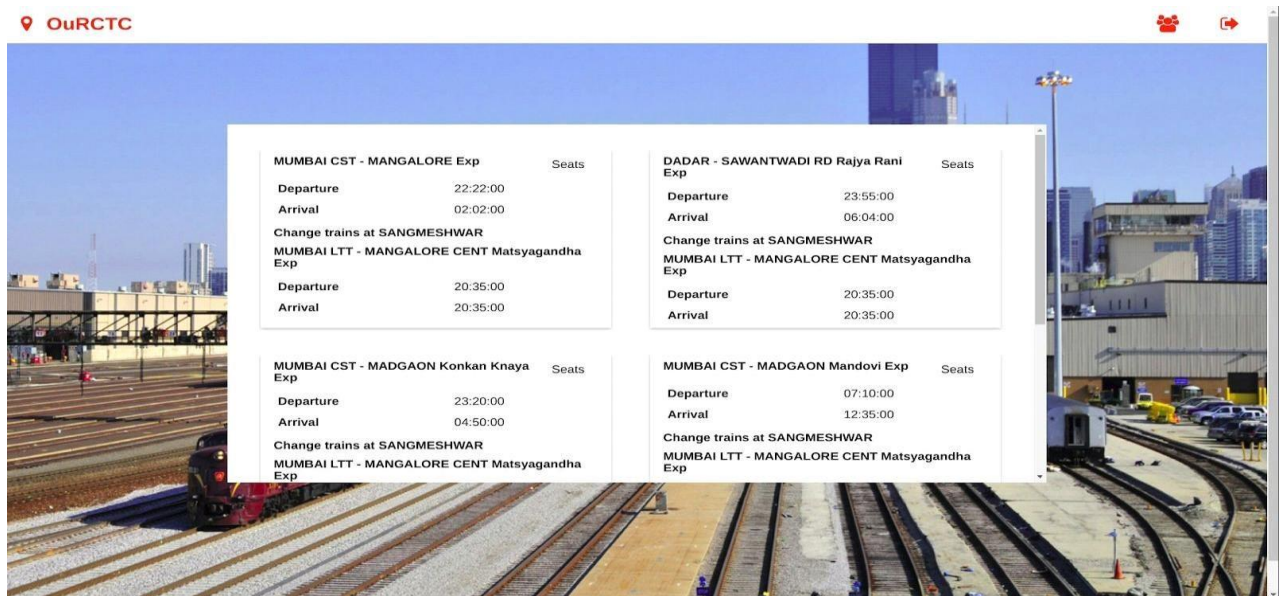 OuRCTC
MUMBAI CST - MANGALORE Exp
Seats
Departure 22:22:00
Arrival 02:02:00
Change trains at SANGMESHWAR
MUMBAI LTT - MANGALORE CENT Matsyagandha
Exp
Departure 20:35:00
Arrival 20:35:00
DADAR - SAWANTWADI RD Rajya Rani
Exp
Seats
Departure 23:55:00
Arrival 06:04:00
Change trains at SANGMESHWAR
MUMBAI LTT - MANGALORE CENT Matsyagandha
Exp
Departure 20:35:00
Arrival 20:35:00
MUMBAI CST - MADGAON Konkan Knaya
Exp
Seats
Departure 23:20:00
Arrival 04:50:00
Change trains at SANGMESHWAR
MUMBAI LTT - MANGALORE CENT Matsyagandha
Exp
MUMBAI CST - MADGAON Mandovi Exp
Seats
Departure 07:10:00
Arrival 12:35:00
Change trains at SANGMESHWAR
MUMBAI LTT - MANGALORE CENT Matsyagandha
Exp